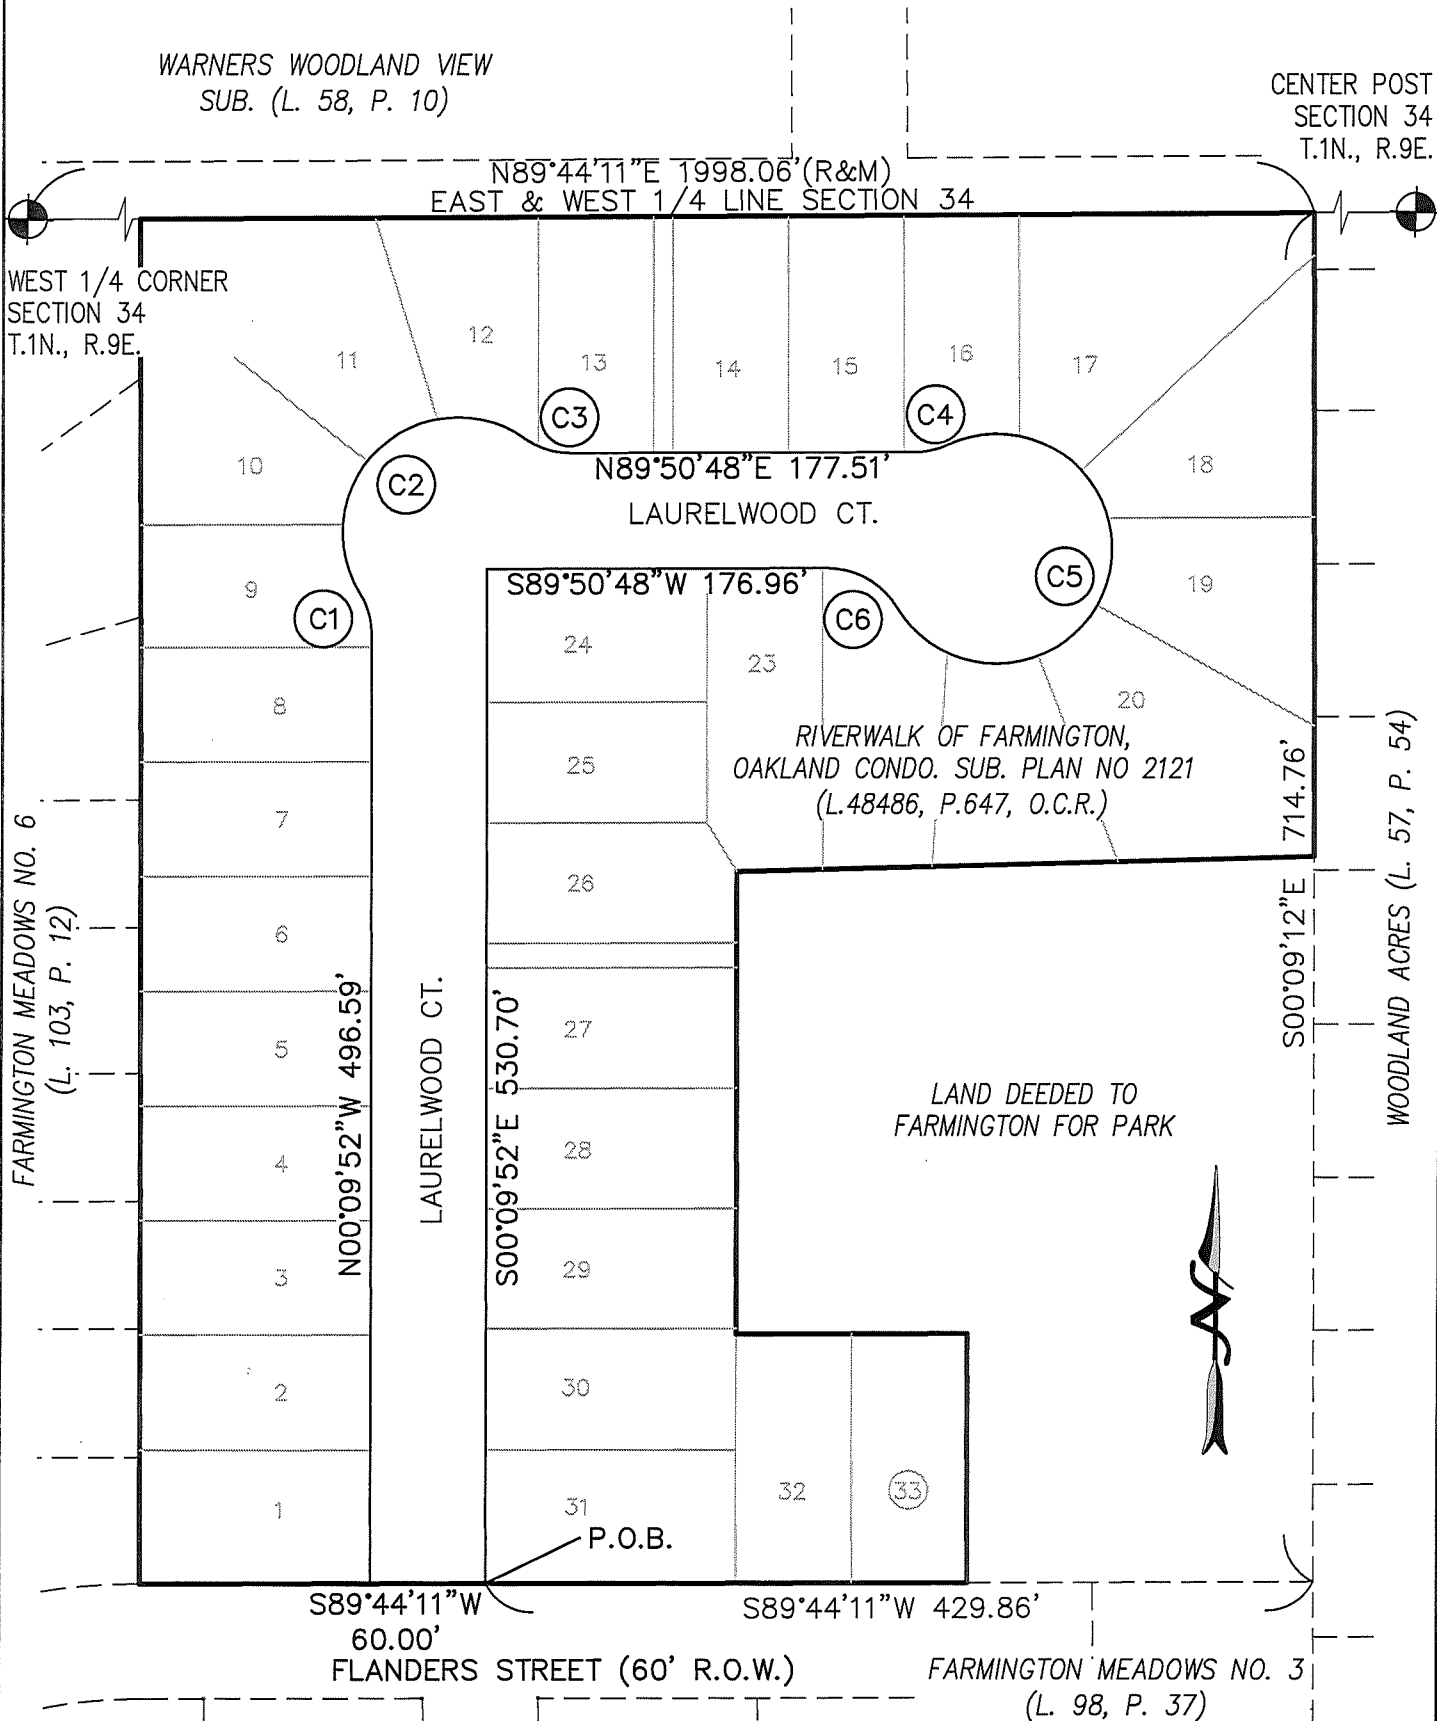 WARNERS WOODLAND VIEW
SUB. (L. 58, P. 10)
CENTER POST
SECTION 34
T.1N., R.9E.
N89°44'11"E 1998.06'(R&M)
EAST & WEST 1/4 LINE SECTION 34
WEST 1/4 CORNER
SECTION 34
T.1N., R.9E.
11
12
13
14
15
16
17
C3
C4
10
C2
N89°50'48"E 177.51'
18
LAURELWOOD CT.
9
S89°50'48"W 176.96'
C5
19
C1
C6
24
23
8
20
RIVERWALK OF FARMINGTON,
OAKLAND CONDO. SUB. PLAN NO 2121
(L.48486, P.647, O.C.R.)
25
7
26
6
S00°09'12"E 714.76'
WOODLAND ACRES (L. 57, P. 54)
FARMINGTON MEADOWS NO. 6
(L. 103, P. 12)
N00°09'52"W 496.59'
LAURELWOOD CT.
S00°09'52"E 530.70'
27
5
LAND DEEDED TO
FARMINGTON FOR PARK
28
4
29
3
N
30
2
31
1
32
33
P.O.B.
S89°44'11"W
60.00'
S89°44'11"W 429.86'
FLANDERS STREET (60' R.O.W.)
FARMINGTON MEADOWS NO. 3
(L. 98, P. 37)